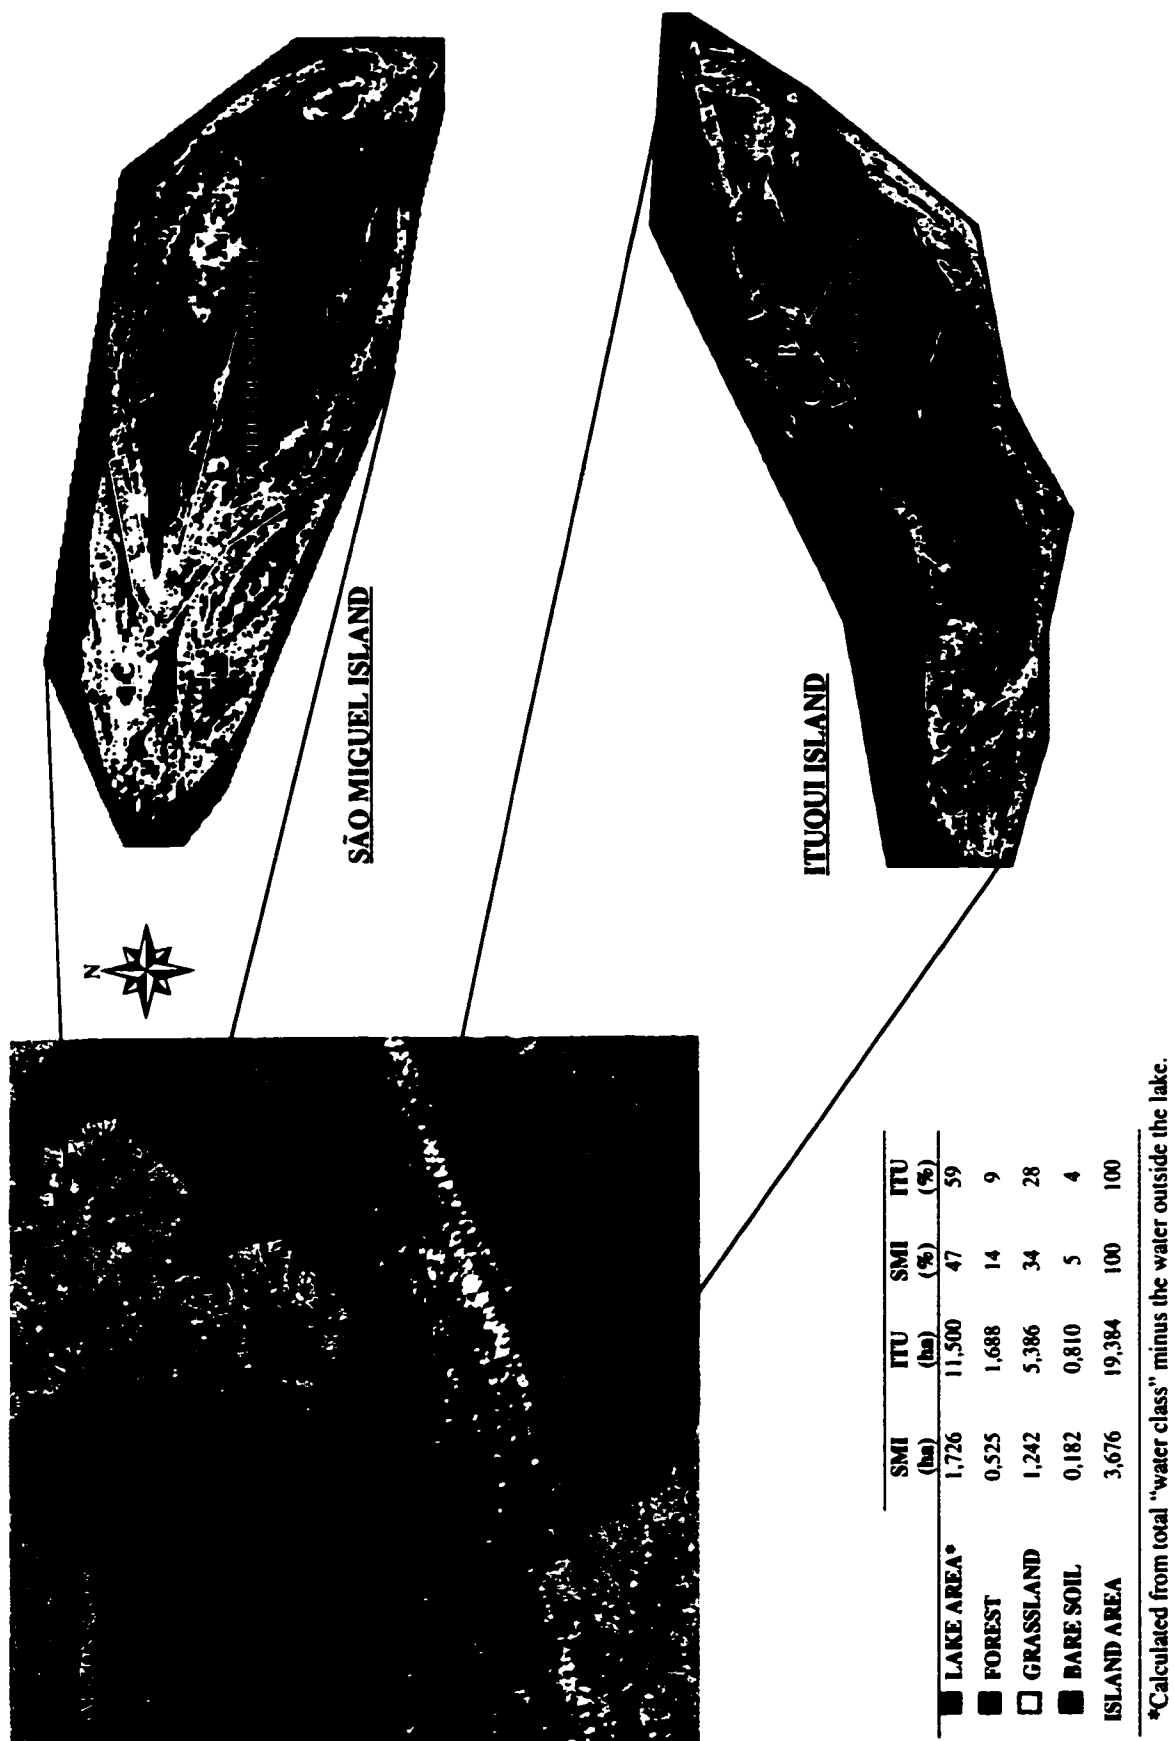 N
SÃO MIGUEL ISLAND
ITUQUI ISLAND
SMI ITU SMI ITU
(ha) (ha) (%) (%)
LAKE AREA* 1,726 11,500 47 59
FOREST 0,525 1,688 14 9
GRASSLAND 1,242 5,386 34 28
BARE SOIL 0,182 0,810 5 4
ISLAND AREA 3,676 19,384 100 100
*Calculated from total "water class" minus the water outside the lake.